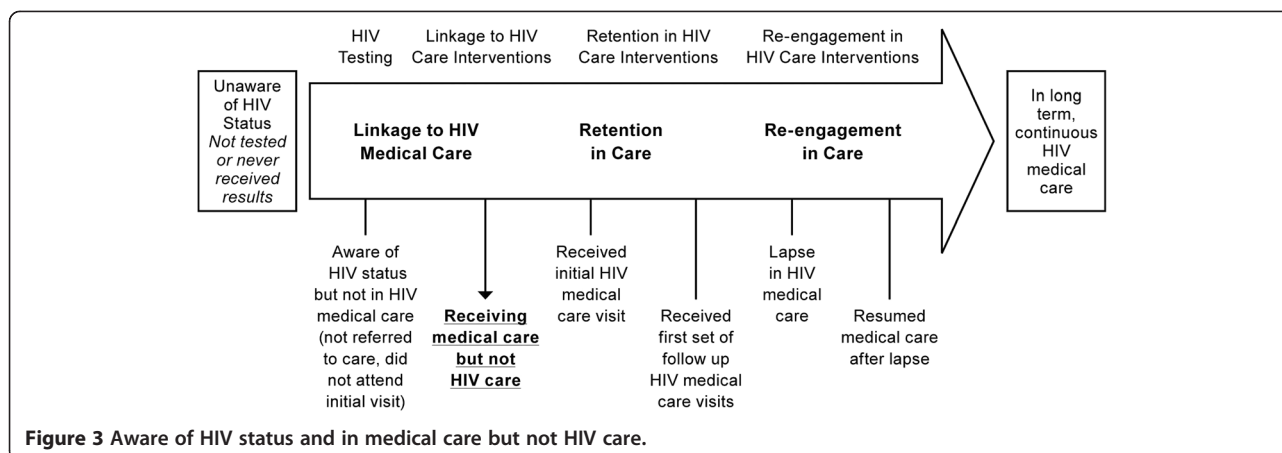 HIV
Testing
Linkage to HIV
Care Interventions
Retention in HIV
Care Interventions
Re-engagement in
HIV Care Interventions
Unaware
of HIV
Status
Not tested
or never
received
results
Linkage to HIV
Medical Care
Retention
in Care
Re-engagement
in Care
In long
term,
continuous
HIV
medical
care
Aware of
HIV status
but not in HIV
medical care
(not referred
to care, did
not attend
initial visit)
Receiving
medical care
but not
HIV care
Received
initial HIV
medical
care visit
Received
first set of
follow up
HIV medical
care visits
Lapse
in HIV
medical
care
Resumed
medical care
after lapse
Figure 3 Aware of HIV status and in medical care but not HIV care.